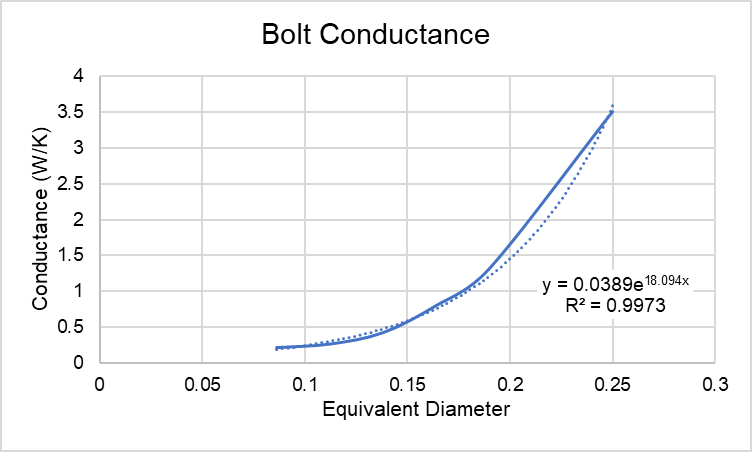 Bolt Conductance
4
3.5
3
2.5
2
1.5
1
0.5
0
Conductance (W/K)
y = 0.0389e^18.094x
R² = 0.9973
0 0.05 0.1 0.15 0.2 0.25 0.3
Equivalent Diameter